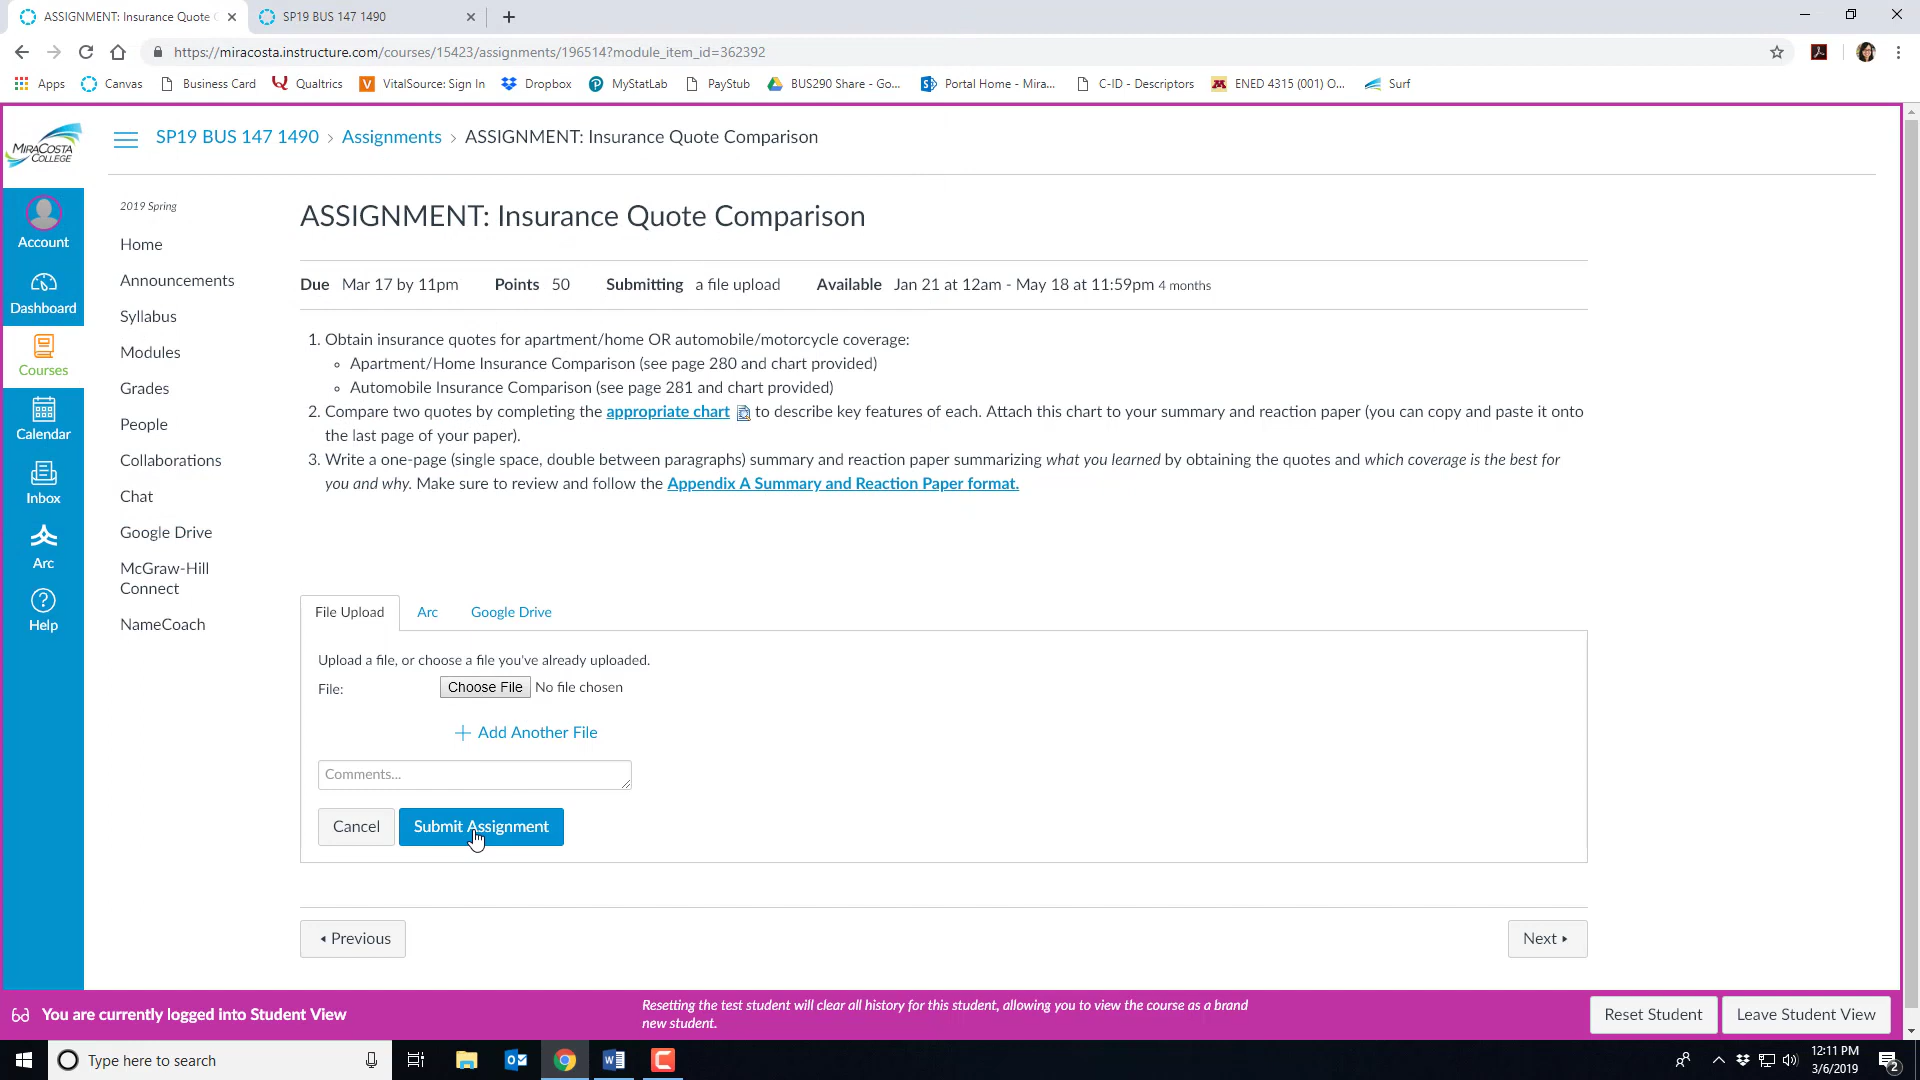 ASSIGNMENT: Insurance Quote C
SP19 BUS 147 1490
https://miracosta.instructure.com/courses/15423/assignments/196514?module_item_id=362392
Apps Canvas Business Card Qualtrics VitalSource: Sign In Dropbox MyStatLab PayStub BUS290 Share - Go... Portal Home - Mira... C-ID - Descriptors ENED 4315 (001) O... Surf
MIRACOSTA
COLLEGE
SP19 BUS 147 1490 › Assignments › ASSIGNMENT: Insurance Quote Comparison
Account
Dashboard
Courses
Calendar
Inbox
Arc
Help
2019 Spring
Home
Announcements
Syllabus
Modules
Grades
People
Collaborations
Chat
Google Drive
McGraw-Hill
Connect
NameCoach
ASSIGNMENT: Insurance Quote Comparison
Due Mar 17 by 11pm Points 50 Submitting a file upload Available Jan 21 at 12am - May 18 at 11:59pm 4 months
1. Obtain insurance quotes for apartment/home OR automobile/motorcycle coverage:
◦ Apartment/Home Insurance Comparison (see page 280 and chart provided)
◦ Automobile Insurance Comparison (see page 281 and chart provided)
2. Compare two quotes by completing the appropriate chart to describe key features of each. Attach this chart to your summary and reaction paper (you can copy and paste it onto
the last page of your paper).
3. Write a one-page (single space, double between paragraphs) summary and reaction paper summarizing what you learned by obtaining the quotes and which coverage is the best for
you and why. Make sure to review and follow the Appendix A Summary and Reaction Paper format.
File Upload Arc Google Drive
Upload a file, or choose a file you've already uploaded.
File: Choose File No file chosen
+ Add Another File
Comments...
Cancel Submit Assignment
Previous Next
You are currently logged into Student View
Resetting the test student will clear all history for this student, allowing you to view the course as a brand
new student.
Reset Student Leave Student View
Type here to search
12:11 PM
3/6/2019
2